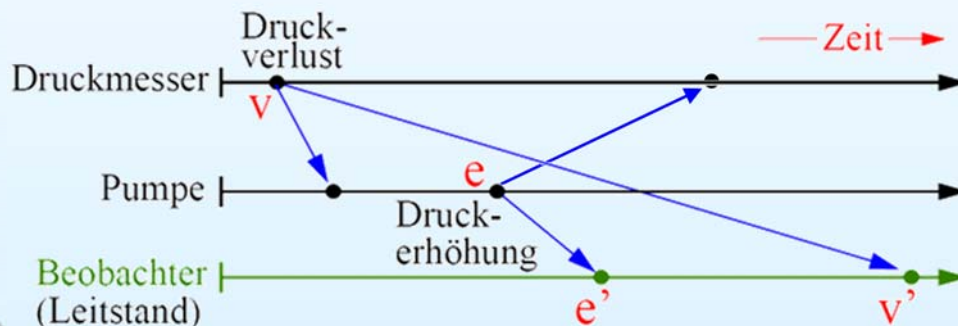 Druck-
verlust
Zeit
Druckmesser
v
Pumpe
e
Druck-
erhöhung
Beobachter
(Leitstand)
e’
v’